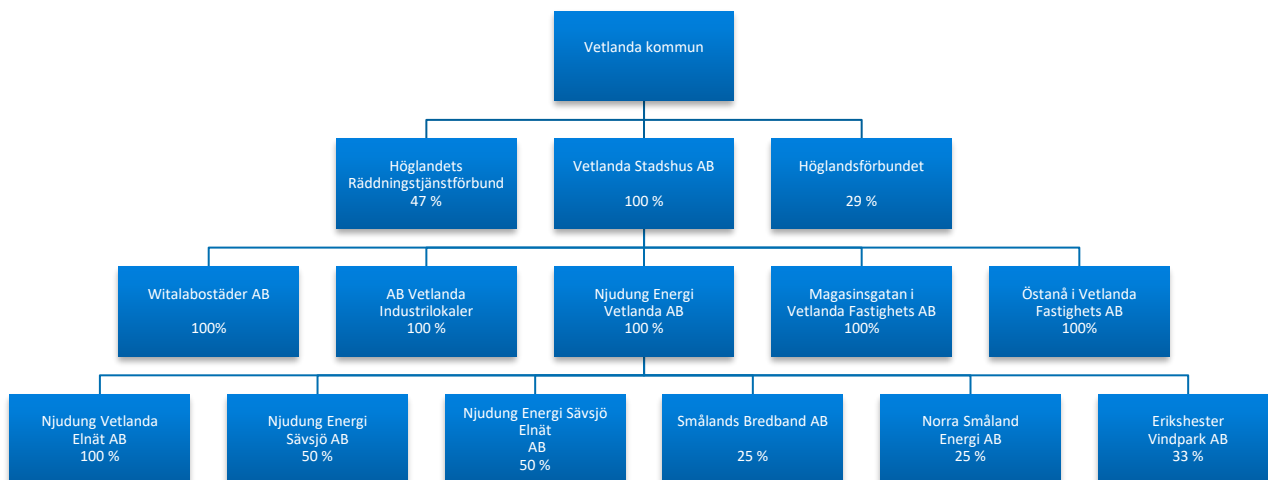 Vetlanda kommun
Höglandets
Räddningstjänstförbund
47 %
Vetlanda Stadshus AB
100 %
Höglandsförbundet
29 %
Witalabostäder AB
100%
AB Vetlanda
Industrilokaler
100 %
Njudung Energi
Vetlanda AB
100 %
Magasinsgatan i
Vetlanda Fastighets AB
100%
Östanå i Vetlanda
Fastighets AB
100%
Njudung Vetlanda
Elnät AB
100 %
Njudung Energi
Sävsjö AB
50 %
Njudung Energi Sävsjö
Elnät
AB
50 %
Smålands Bredband AB
25 %
Norra Småland
Energi AB
25 %
Erikshester
Vindpark AB
33 %